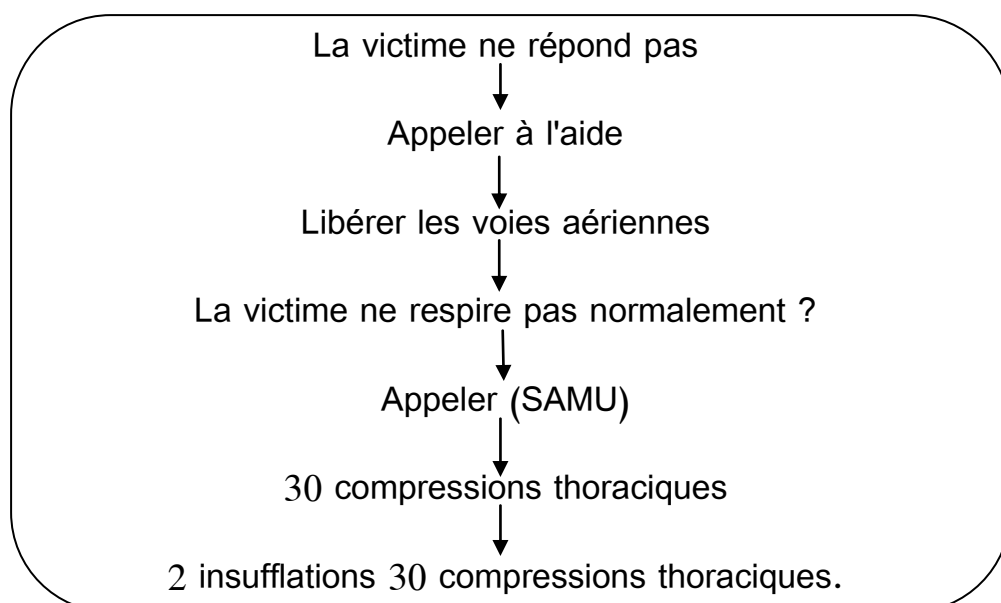 La victime ne répond pas
Appeler à l'aide
Libérer les voies aériennes
La victime ne respire pas normalement ?
Appeler (SAMU)
30 compressions thoraciques
2 insufflations 30 compressions thoraciques.